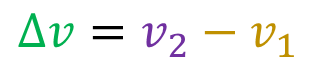 Δv = v₂ − v₁